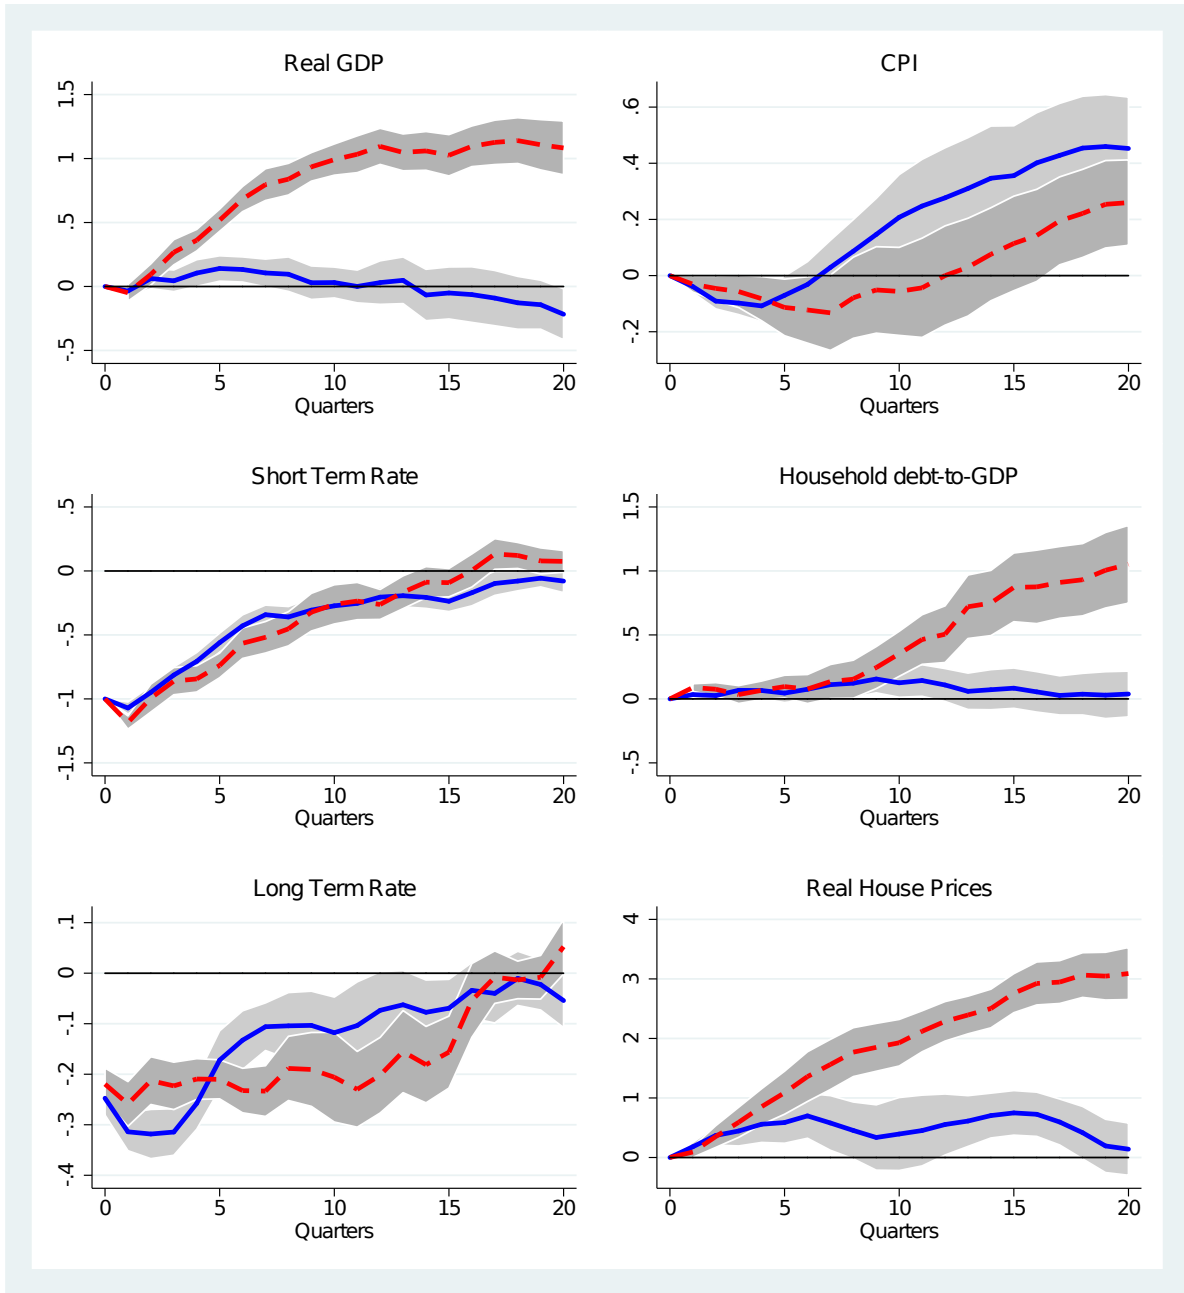 Real GDP
1.5
1
.5
0
-.5
0 5 10 15 20
Quarters
CPI
.6
.4
.2
0
-.2
0 5 10 15 20
Quarters
Short Term Rate
.5
0
-.5
-1
-1.5
0 5 10 15 20
Quarters
Household debt-to-GDP
1.5
1
.5
0
-.5
0 5 10 15 20
Quarters
Long Term Rate
.1
0
-.1
-.2
-.3
-.4
0 5 10 15 20
Quarters
Real House Prices
4
3
2
1
0
0 5 10 15 20
Quarters